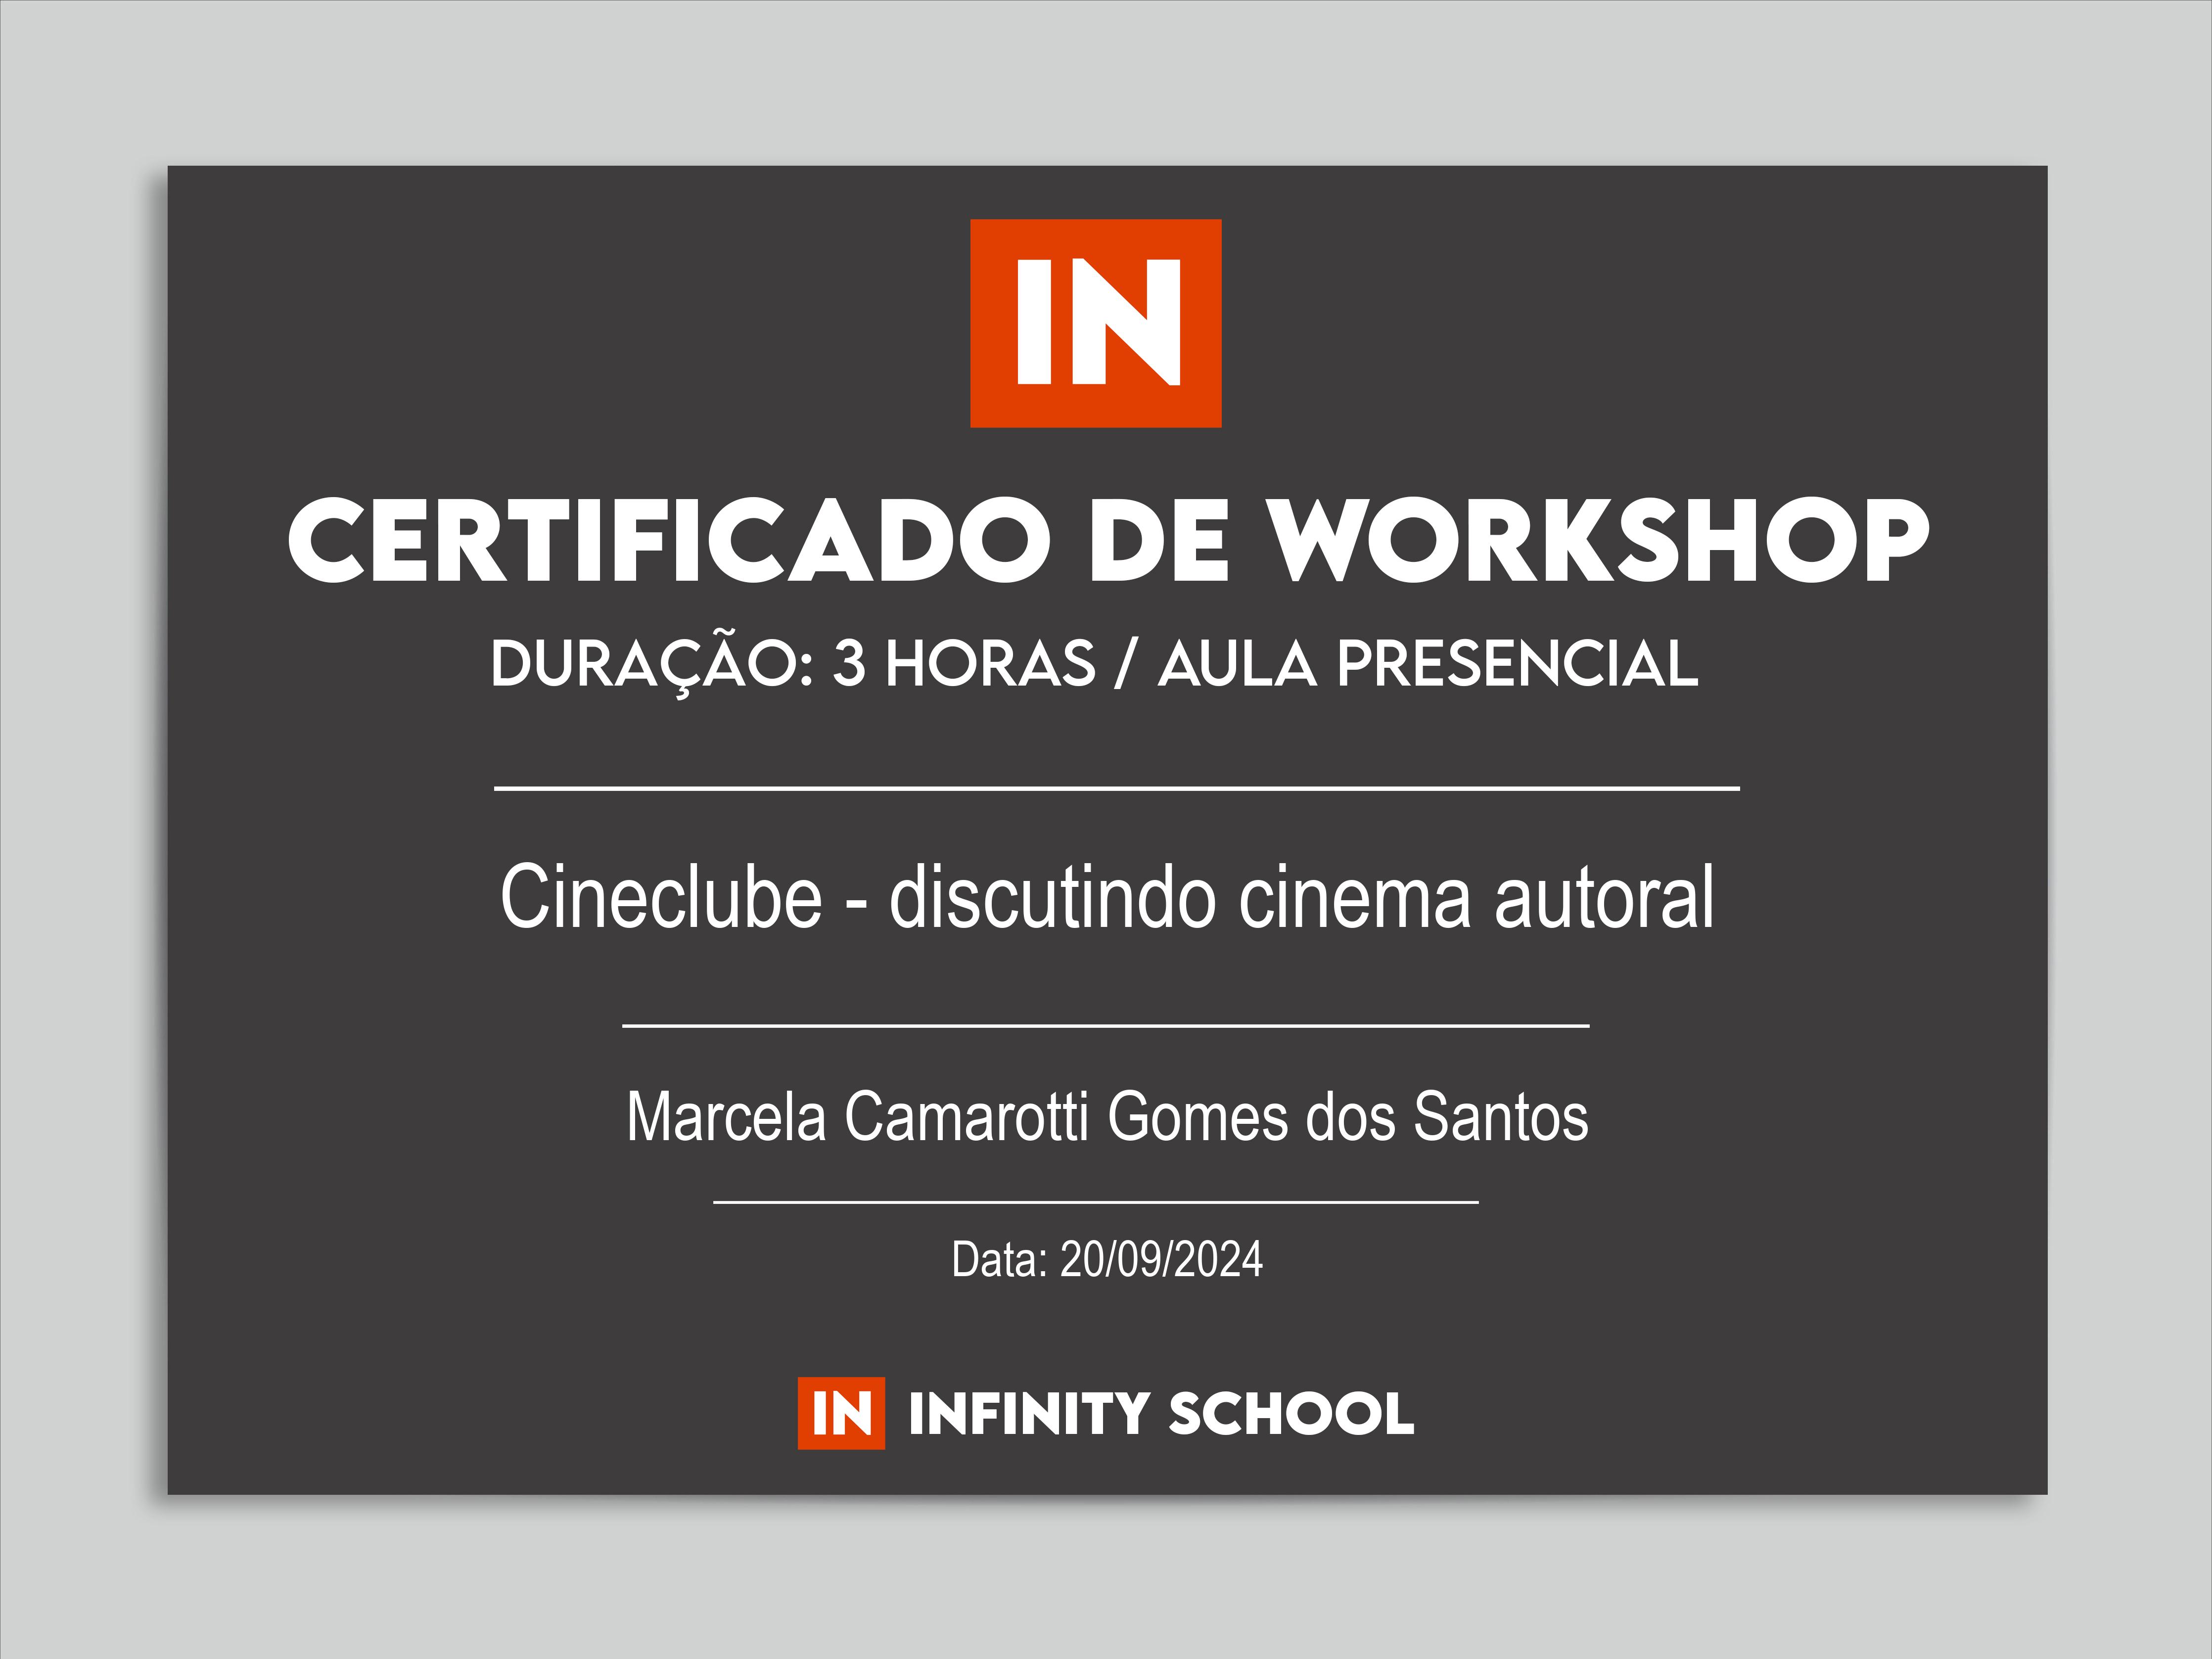 IN
CERTIFICADO DE WORKSHOP
DURAÇÃO: 3 HORAS / AULA PRESENCIAL
Cineclube - discutindo cinema autoral
Marcela Camarotti Gomes dos Santos
Data: 20/09/2024
IN INFINITY SCHOOL